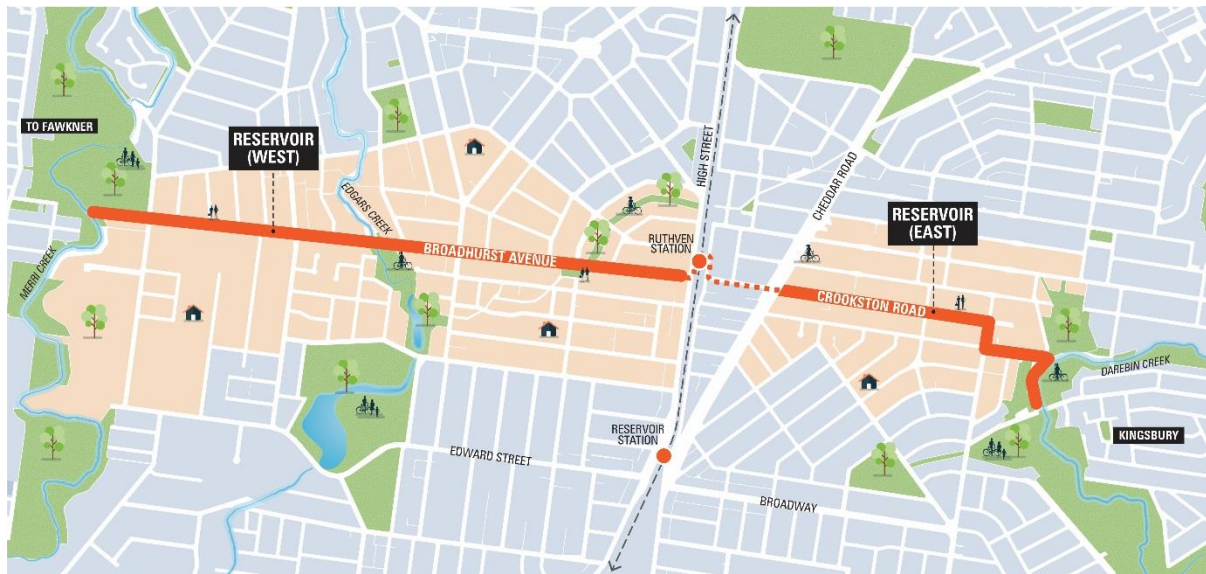 TO FAWKNER
RESERVOIR
(WEST)
EDGARS CREEK
HIGH STREET
CHEDDAR ROAD
RESERVOIR
(EAST)
RUTHVEN
STATION
BROADHURST AVENUE
MERRI CREEK
CROOKSTON ROAD
DAREBIN CREEK
RESERVOIR
STATION
KINGSBURY
EDWARD STREET
BROADWAY